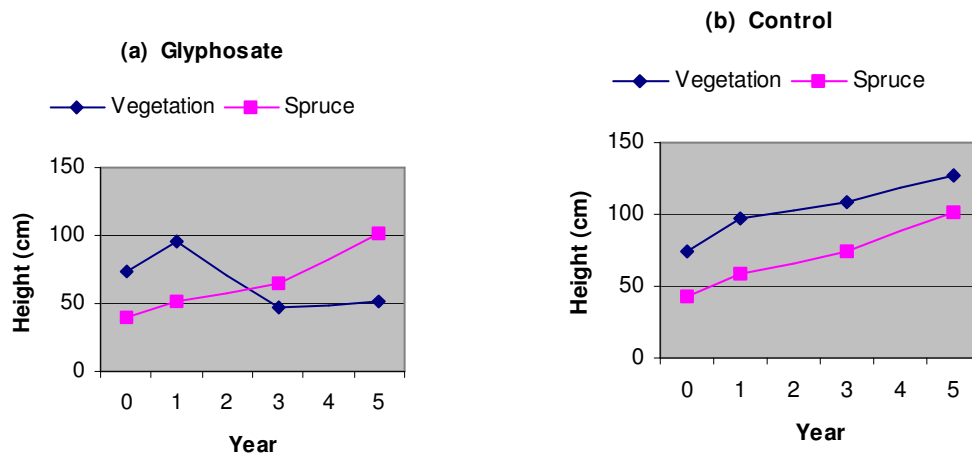 (a) Glyphosate
Vegetation Spruce
150
100
50
0
Height (cm)
0 1 2 3 4 5
Year
(b) Control
Vegetation Spruce
150
100
50
0
Height (cm)
0 1 2 3 4 5
Year